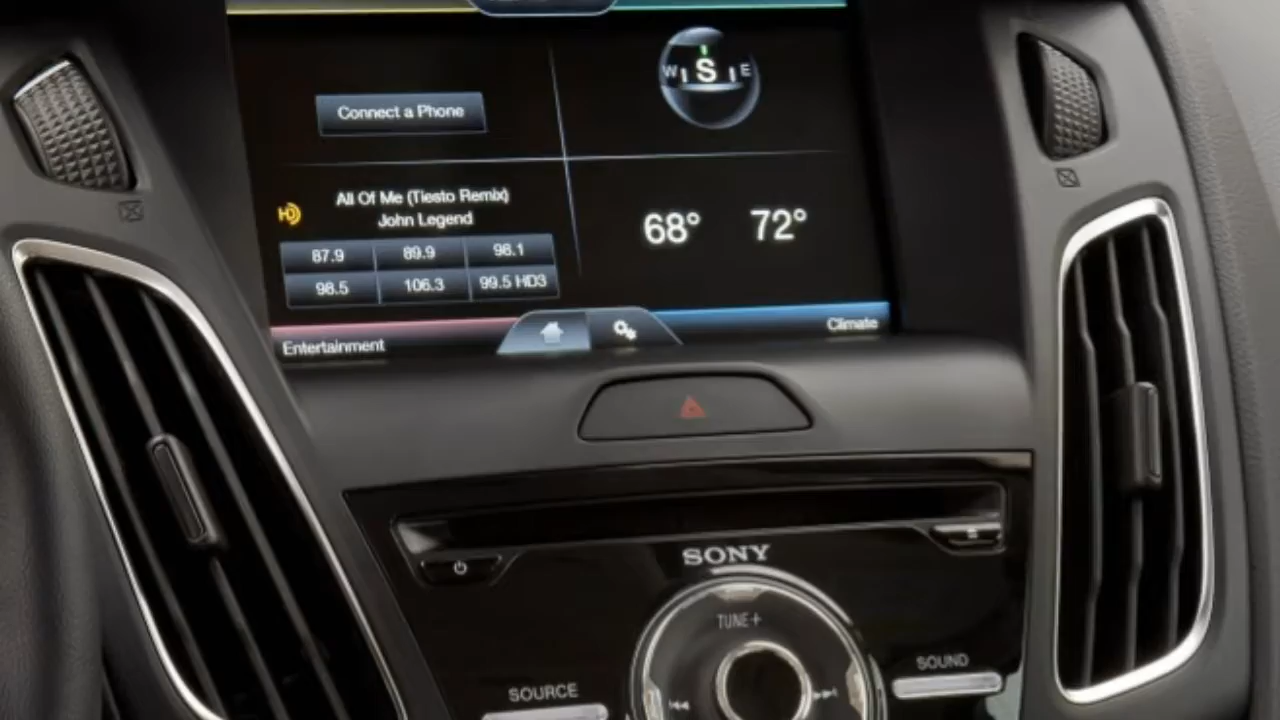 W S E
Connect a Phone
All Of Me (Tiesto Remix)
John Legend
HD
68° 72°
87.9 89.9 98.1
98.5 106.3 99.5 HD3
Entertainment
Climate
SONY
TUNE+
SOURCE
SOUND